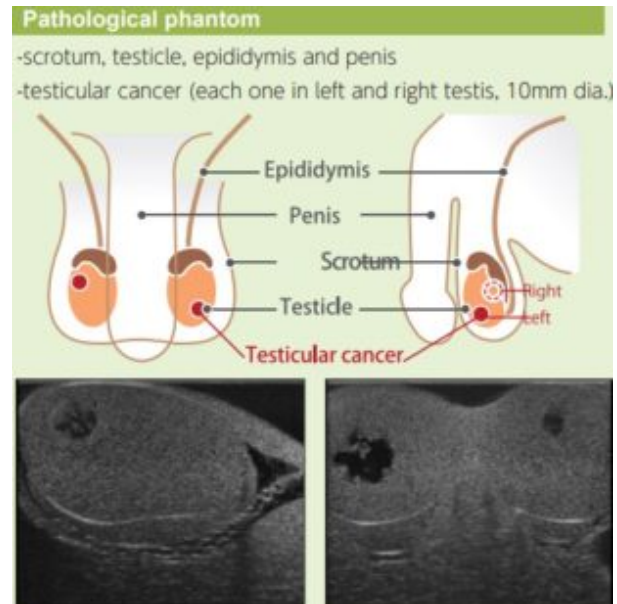 Pathological phantom
-scrotum, testicle, epididymis and penis
-testicular cancer (each one in left and right testis, 10mm dia.)
Epididymis
Penis
Scrotum
Right
Testicle
Left
Testicular cancer